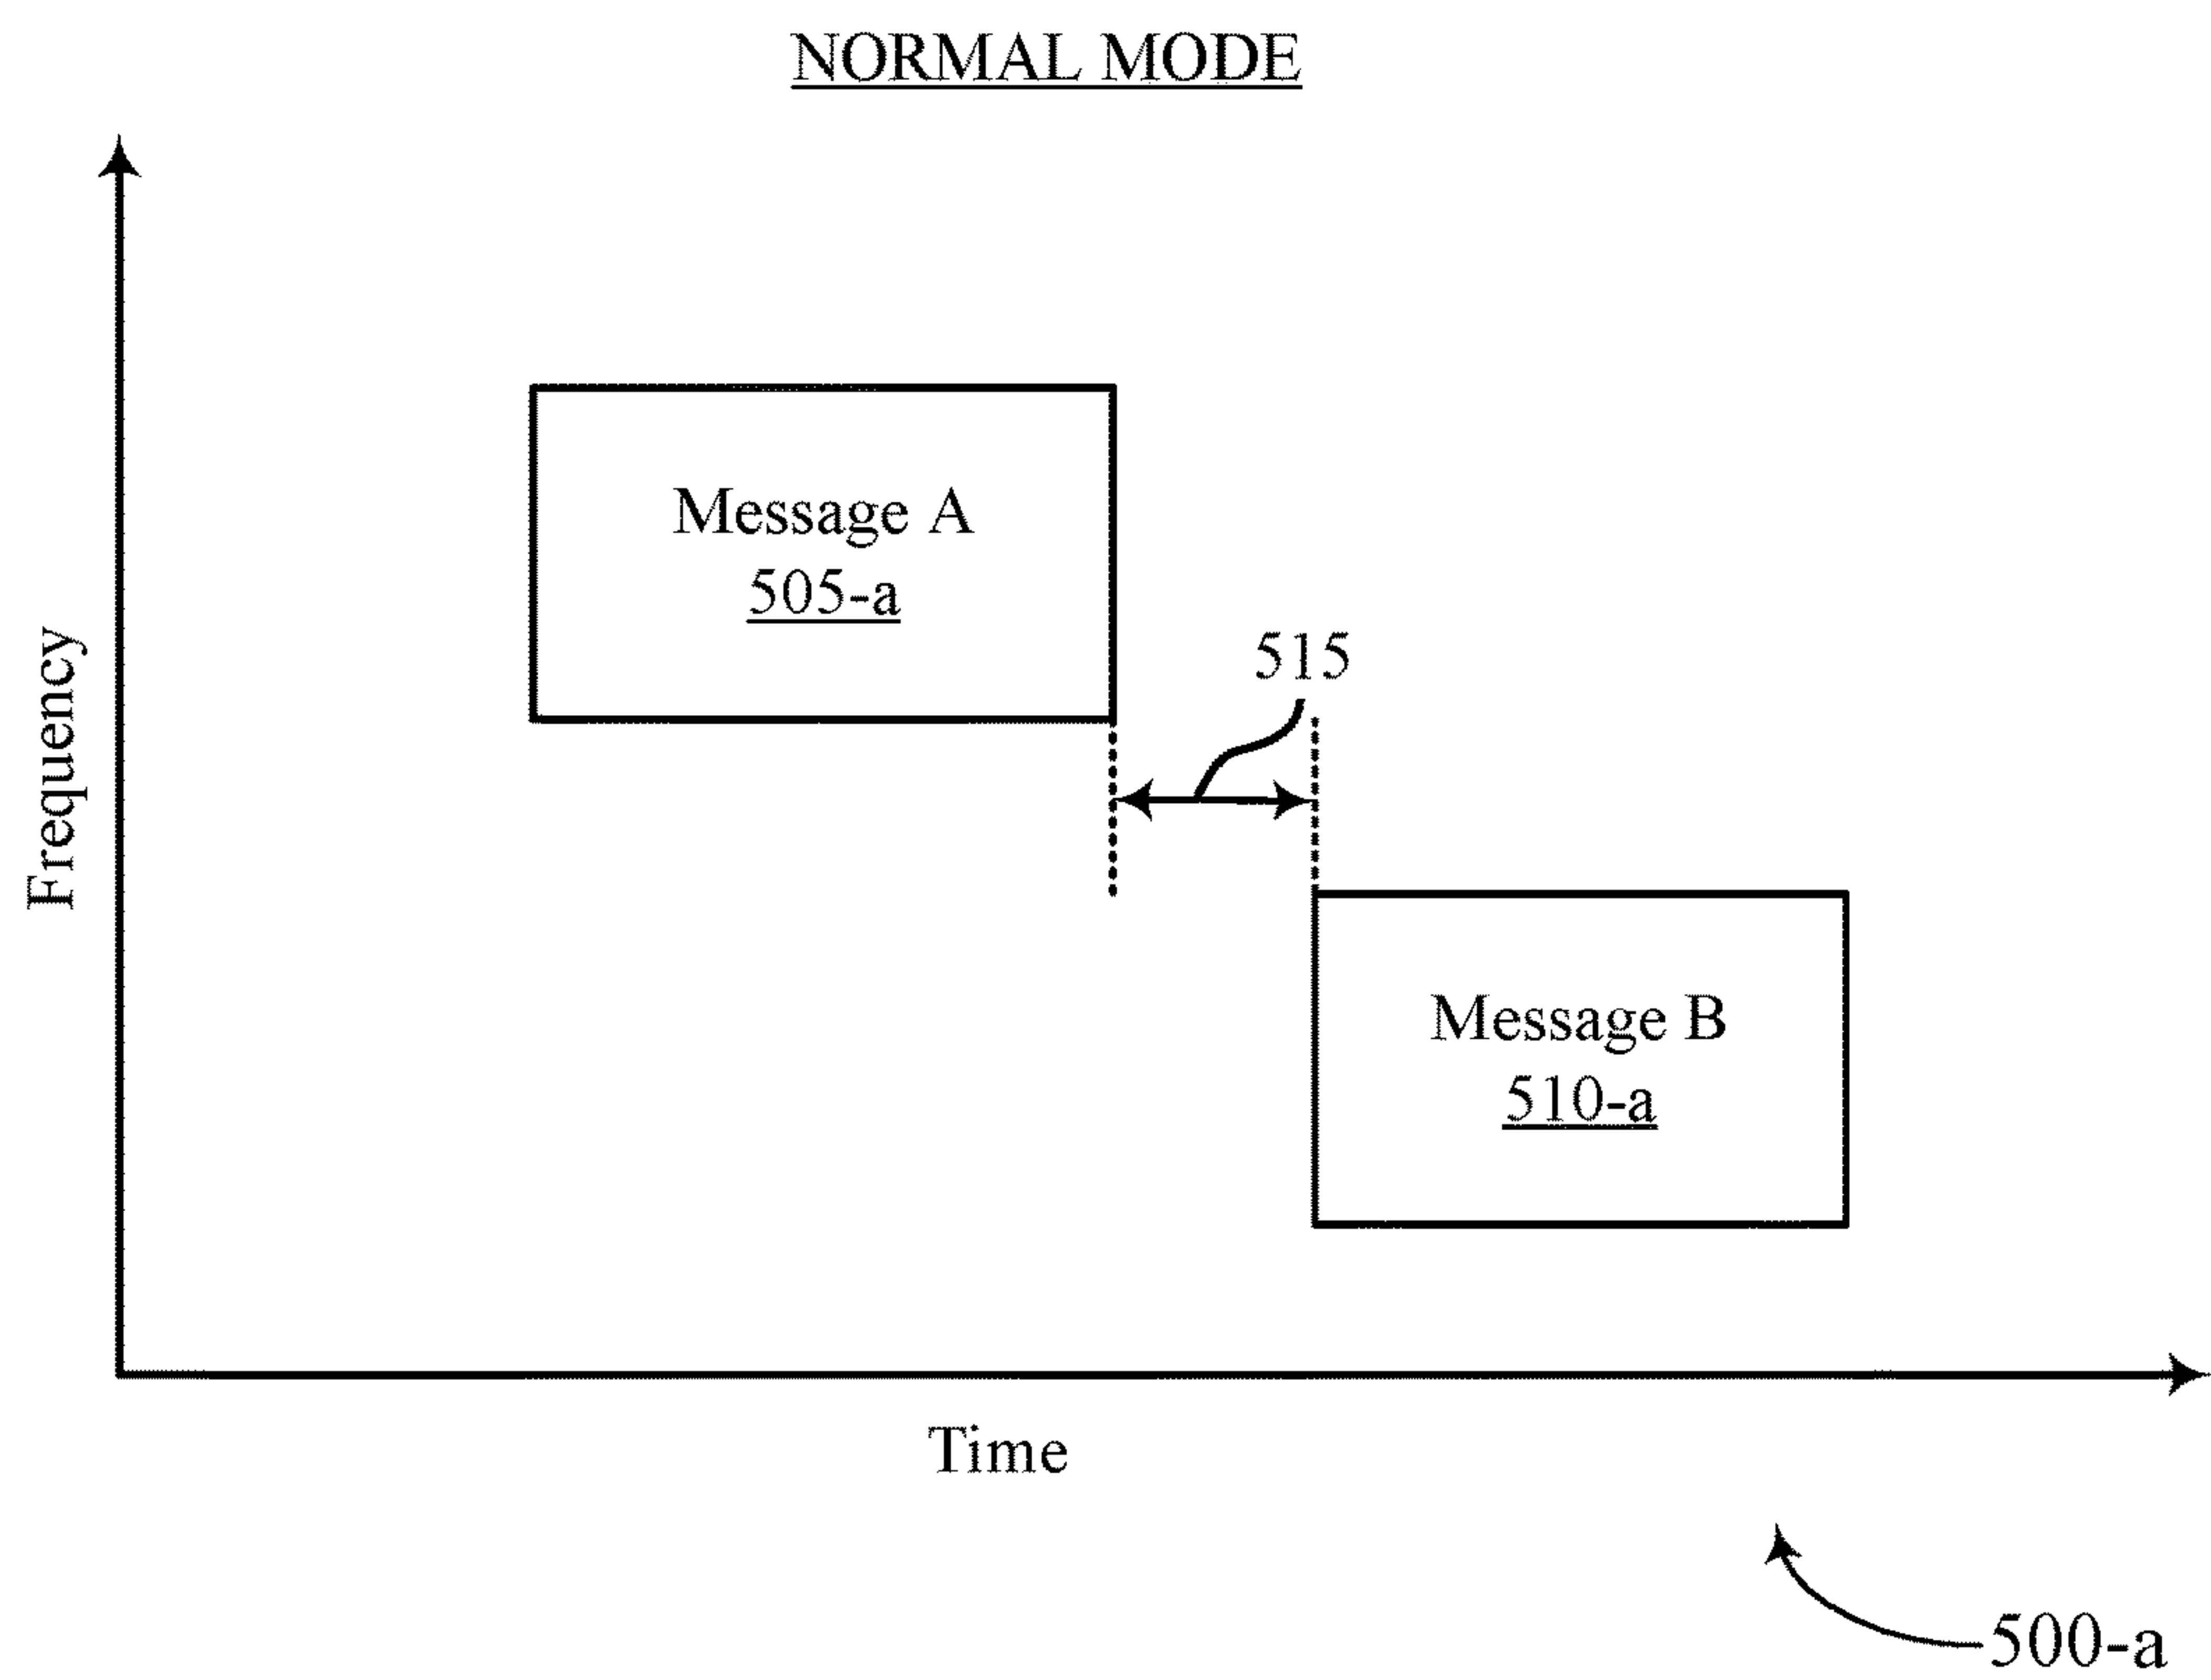 NORMAL MODE
Frequency
Message A
505-a
515
Message B
510-a
Time
500-a